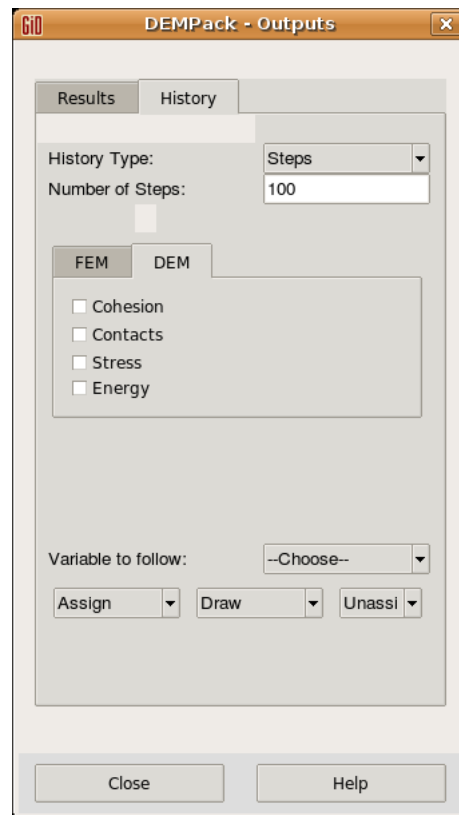 GiD DEMPack - Outputs
Results History
History Type: Steps
Number of Steps: 100
FEM DEM
Cohesion
Contacts
Stress
Energy
Variable to follow: --Choose--
Assign Draw Unassi
Close Help